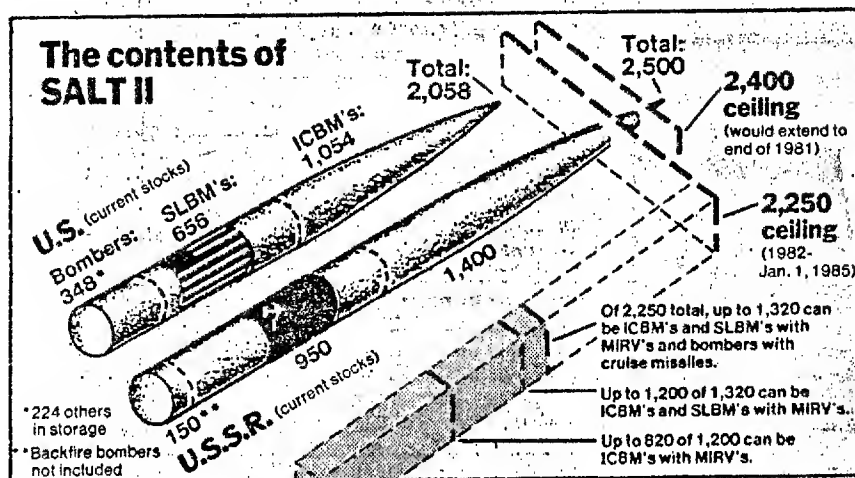 The contents of
SALT II
Total:
2,058
Total:
2,500
2,400
ceiling
(would extend to
end of 1981)
ICBM's:
1,054
SLBM's:
656
U.S. (current stocks)
Bombers:
348*
2,250
ceiling
(1982-
Jan. 1, 1985)
1,400
950
150**
U.S.S.R. (current stocks)
Of 2,250 total, up to 1,320 can
be ICBM's and SLBM's with
MIRV's and bombers with
cruise missiles.
Up to 1,200 of 1,320 can be
ICBM's and SLBM's with MIRV's.
Up to 820 of 1,200 can be
ICBM's with MIRV's.
*224 others
in storage
**Backfire bombers
not included